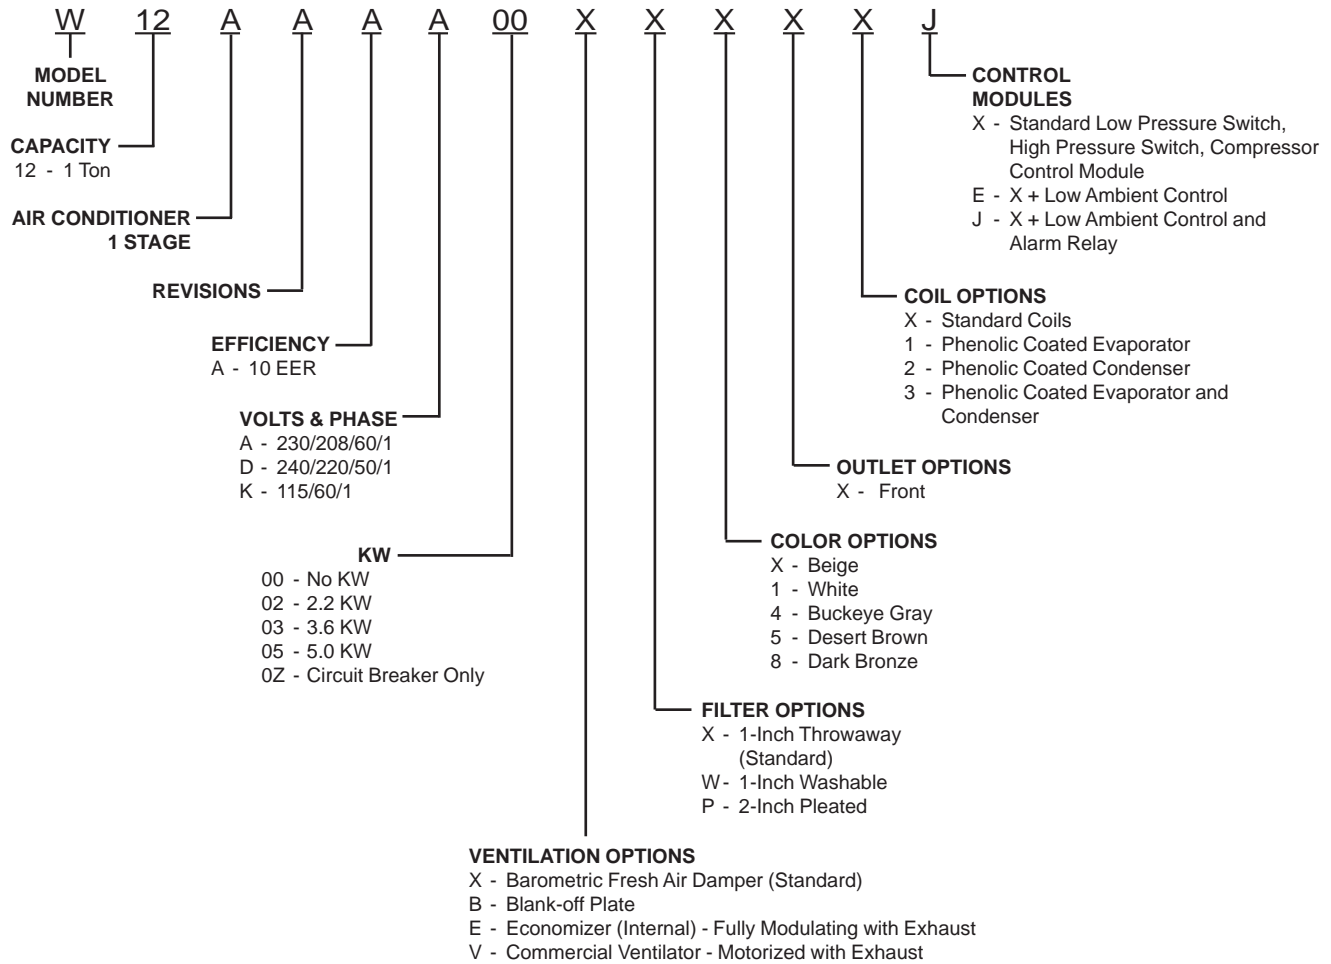 W 12 A A A A 00 X X X X X J
MODEL
NUMBER
CAPACITY
12 - 1 Ton
AIR CONDITIONER
1 STAGE
REVISIONS
EFFICIENCY
A - 10 EER
VOLTS & PHASE
A - 230/208/60/1
D - 240/220/50/1
K - 115/60/1
KW
00 - No KW
02 - 2.2 KW
03 - 3.6 KW
05 - 5.0 KW
0Z - Circuit Breaker Only
VENTILATION OPTIONS
X - Barometric Fresh Air Damper (Standard)
B - Blank-off Plate
E - Economizer (Internal) - Fully Modulating with Exhaust
V - Commercial Ventilator - Motorized with Exhaust
FILTER OPTIONS
X - 1-Inch Throwaway
(Standard)
W- 1-Inch Washable
P - 2-Inch Pleated
COLOR OPTIONS
X - Beige
1 - White
4 - Buckeye Gray
5 - Desert Brown
8 - Dark Bronze
OUTLET OPTIONS
X - Front
COIL OPTIONS
X - Standard Coils
1 - Phenolic Coated Evaporator
2 - Phenolic Coated Condenser
3 - Phenolic Coated Evaporator and
Condenser
CONTROL
MODULES
X - Standard Low Pressure Switch,
High Pressure Switch, Compressor
Control Module
E - X + Low Ambient Control
J - X + Low Ambient Control and
Alarm Relay